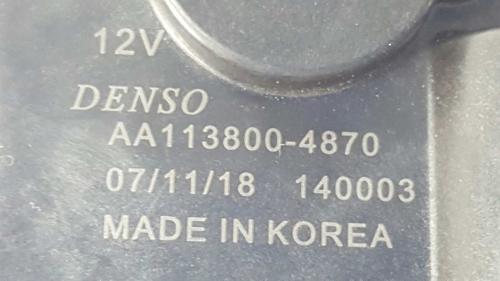 12V
DENSO
AA113800-4870
07/11/18 140003
MADE IN KOREA